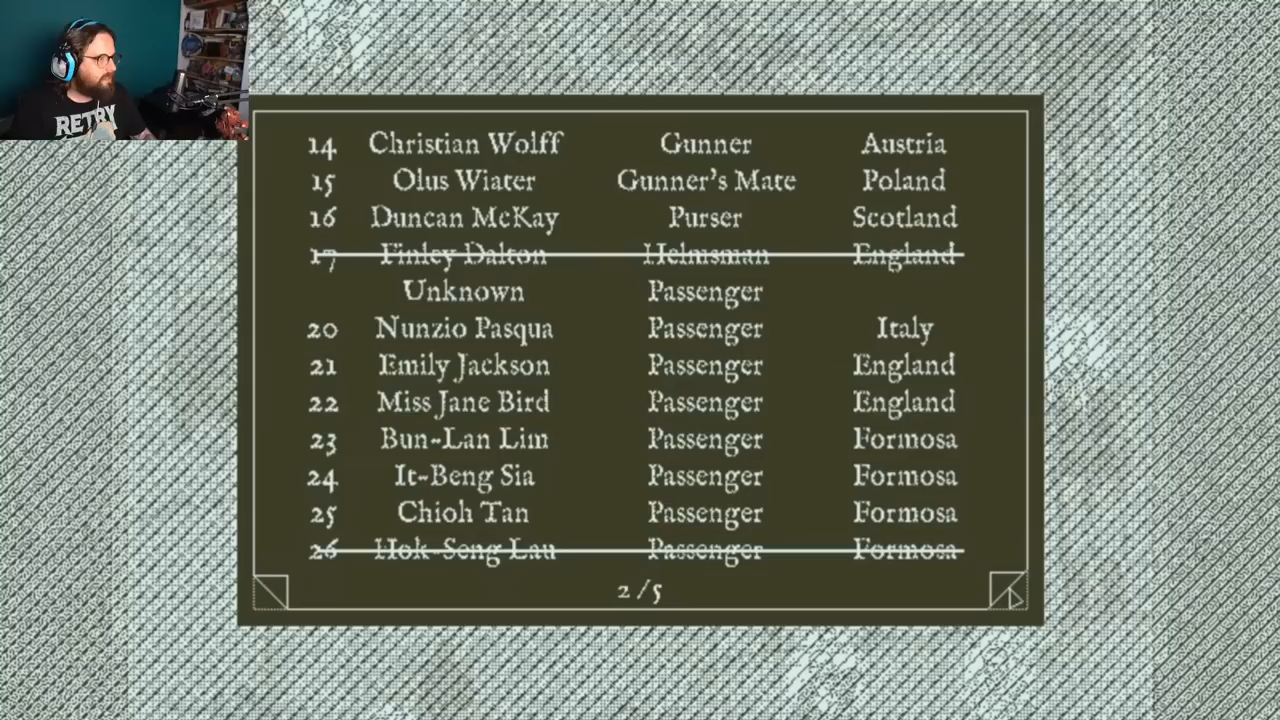 RETRY
14 Christian Wolff Gunner Austria
15 Olus Wiater Gunner's Mate Poland
16 Duncan McKay Purser Scotland
17 Finley Dalton Helmsman England
Unknown Passenger
20 Nunzio Pasqua Passenger Italy
21 Emily Jackson Passenger England
22 Miss Jane Bird Passenger England
23 Bun-Lan Lim Passenger Formosa
24 It-Beng Sia Passenger Formosa
25 Chioh Tan Passenger Formosa
26 Hok-Seng Lau Passenger Formosa
2/5